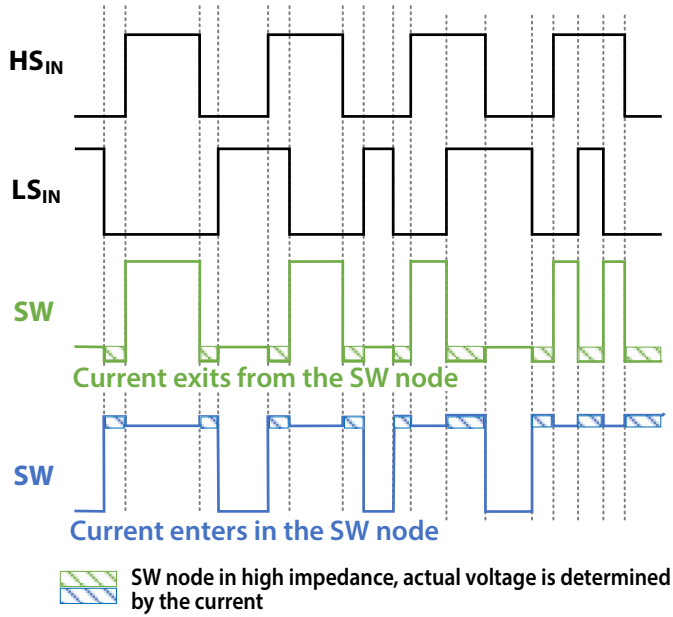 HSIN
LSIN
SW
Current exits from the SW node
SW
Current enters in the SW node
SW node in high impedance, actual voltage is determined
by the current